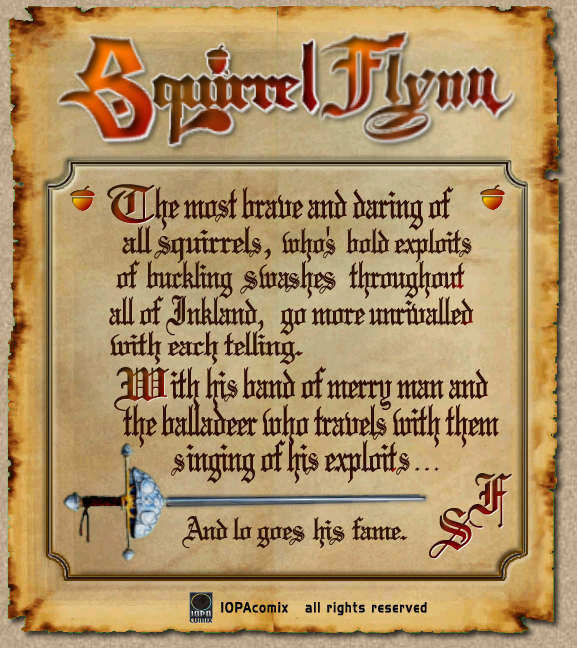 Squirrel Flynn
The most brave and daring of
all squirrels, who's bold exploits
of buckling swashes throughout
all of Inkland, go more unrivalled
with each telling.
With his band of merry man and
the balladeer who travels with them
singing of his exploits...
And lo goes his fame.
SF
IOPAcomix all rights reserved